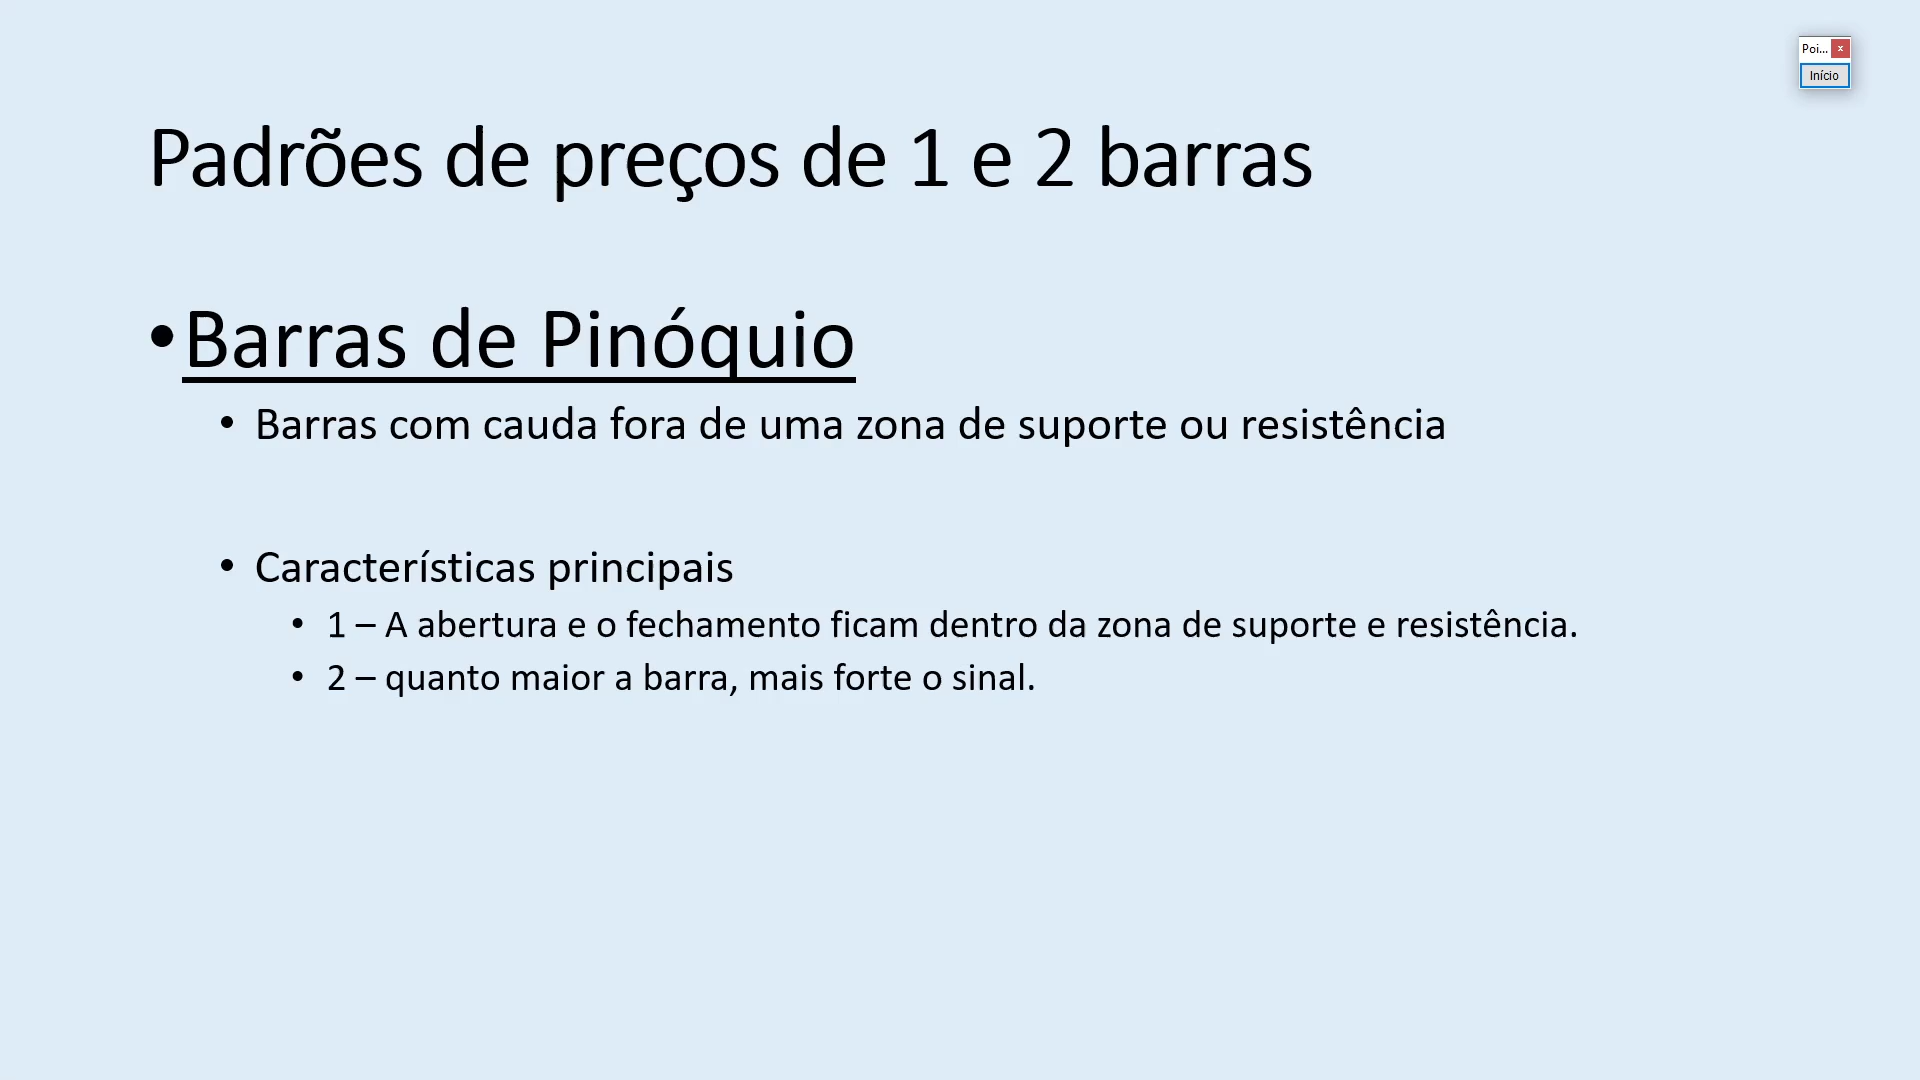 Poi... x
Início
Padrões de preços de 1 e 2 barras
•Barras de Pinóquio
• Barras com cauda fora de uma zona de suporte ou resistência
• Características principais
• 1 – A abertura e o fechamento ficam dentro da zona de suporte e resistência.
• 2 – quanto maior a barra, mais forte o sinal.